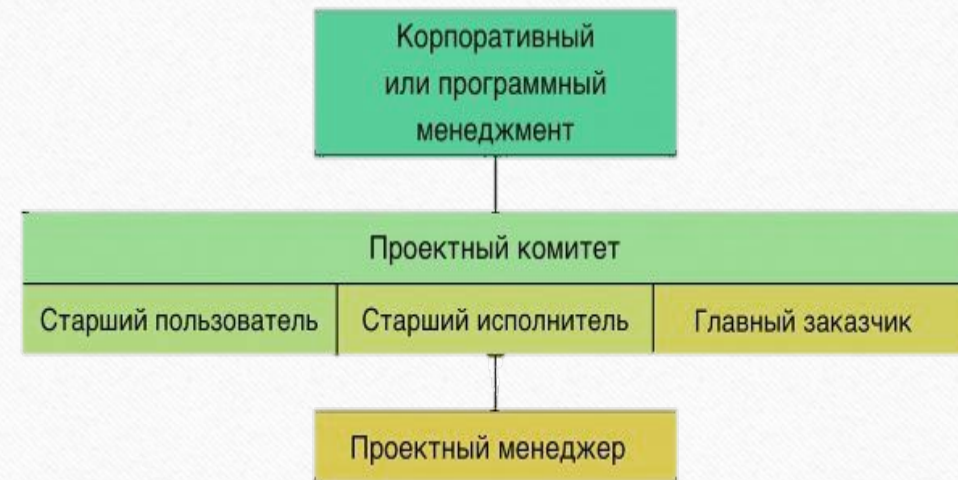 Корпоративный
или программный
менеджмент
Проектный комитет
Старший пользователь
Старший исполнитель
Главный заказчик
Проектный менеджер